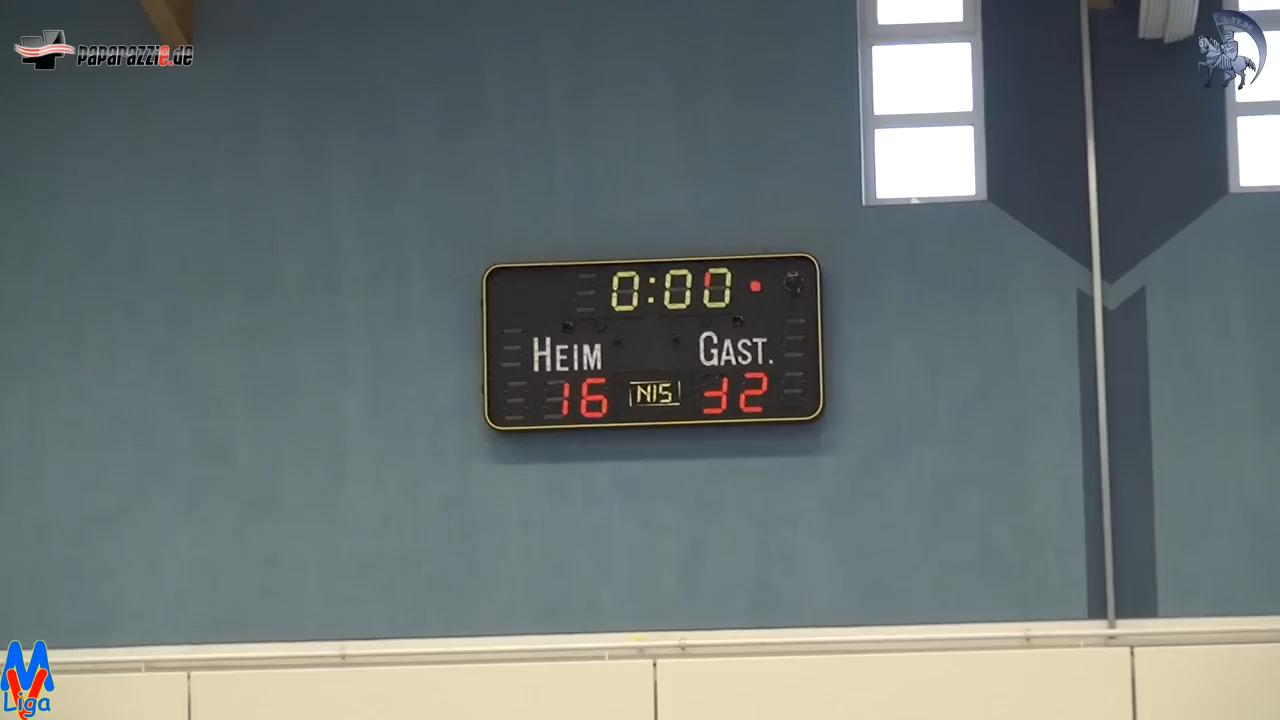 paparazzie.de
0:00
HEIM
GAST.
16
NIS
32
Liga